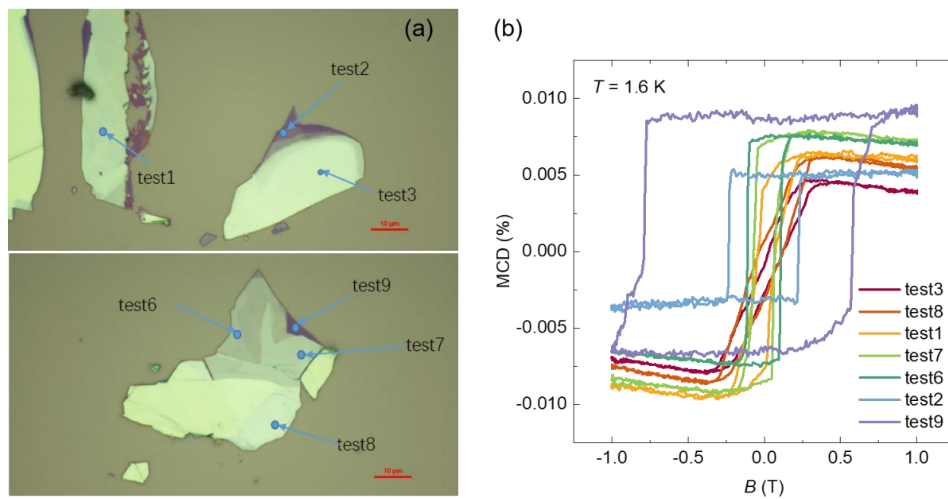 (a)
test2
test1
test3
10 μm
test6
test9
test7
test8
10 μm
(b)
T = 1.6 K
0.010
0.005
0.000
-0.005
-0.010
MCD (%)
test3
test8
test1
test7
test6
test2
test9
-1.0 -0.5 0.0 0.5 1.0
B (T)